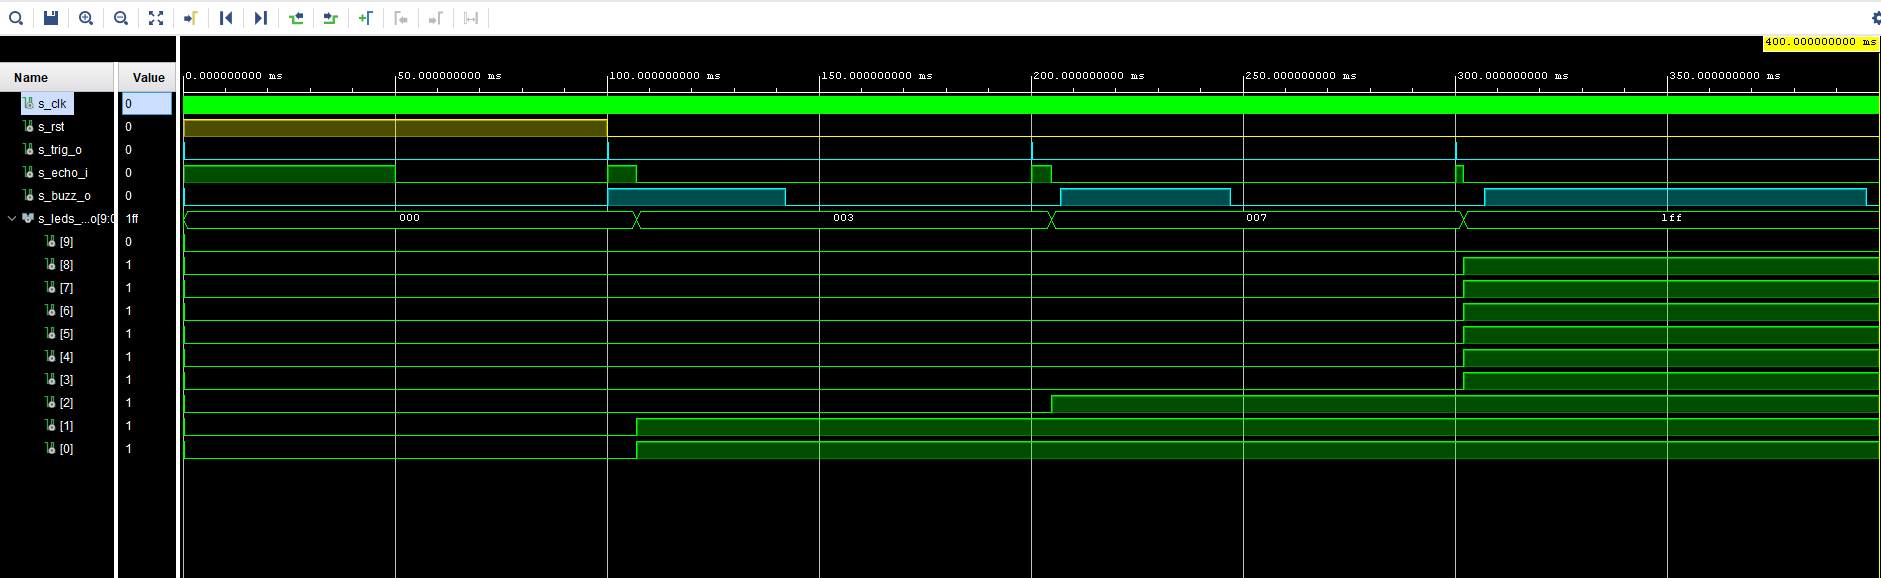 400.000000000 ms
Name Value
0.000000000 ms 50.000000000 ms 100.000000000 ms 150.000000000 ms 200.000000000 ms 250.000000000 ms 300.000000000 ms 350.000000000 ms
s_clk 0
s_rst 0
s_trig_o 0
s_echo_i 0
s_buzz_o 0
s_leds_...o[9:0 1ff 000 003 007 1ff
[9] 0
[8] 1
[7] 1
[6] 1
[5] 1
[4] 1
[3] 1
[2] 1
[1] 1
[0] 1